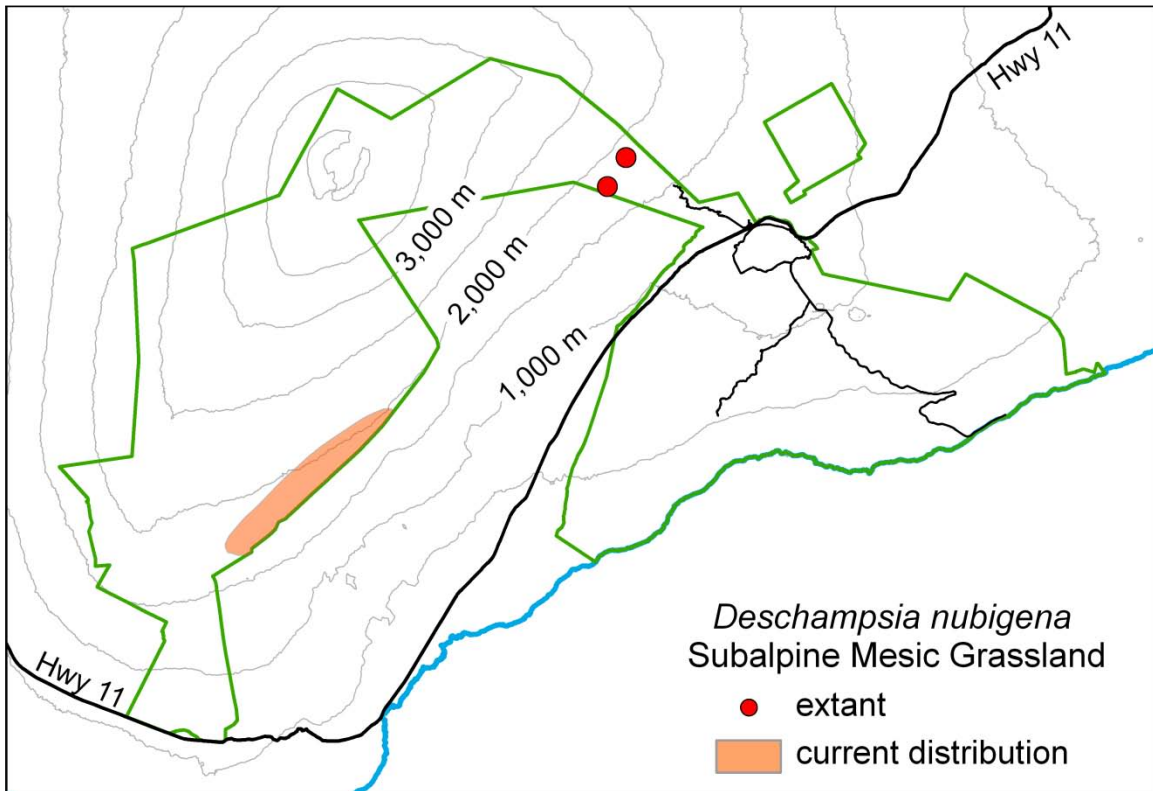 Hwy 11
3,000 m
2,000 m
1,000 m
Hwy 11
Deschampsia nubigena
Subalpine Mesic Grassland
extant
current distribution